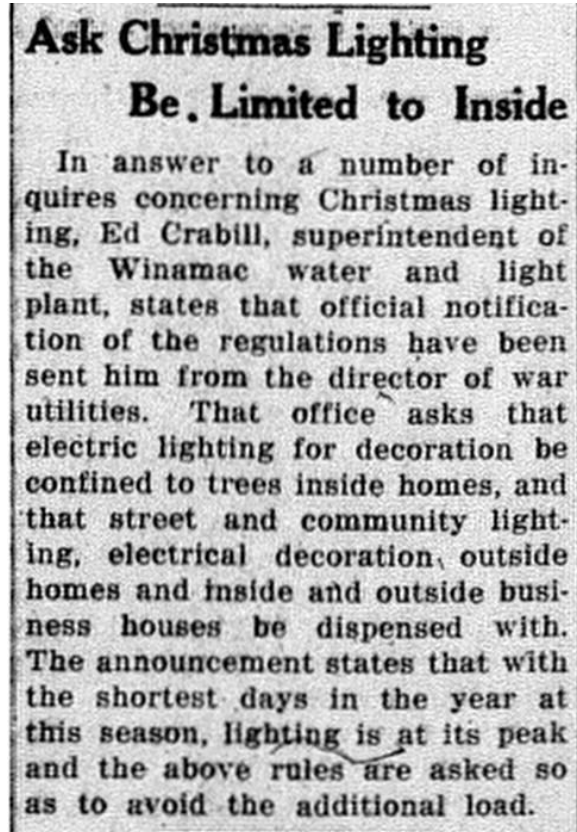 Ask Christmas Lighting
Be Limited to Inside
In answer to a number of in-
quires concerning Christmas light-
ing, Ed Crabill, superintendent of
the Winamac water and light
plant, states that official notifica-
tion of the regulations have been
sent him from the director of war
utilities. That office asks that
electric lighting for decoration be
confined to trees inside homes, and
that street and community light-
ing, electrical decoration, outside
homes and inside and outside busi-
ness houses be dispensed with.
The announcement states that with
the shortest days in the year at
this season, lighting is at its peak
and the above rules are asked so
as to avoid the additional load.